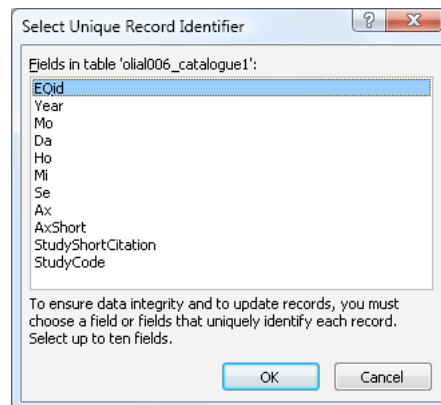 Select Unique Record Identifier
Fields in table 'olial006_catalogue1':
EQid
Year
Mo
Da
Ho
Mi
Se
Ax
AxShort
StudyShortCitation
StudyCode
To ensure data integrity and to update records, you must
choose a field or fields that uniquely identify each record.
Select up to ten fields.
OK
Cancel